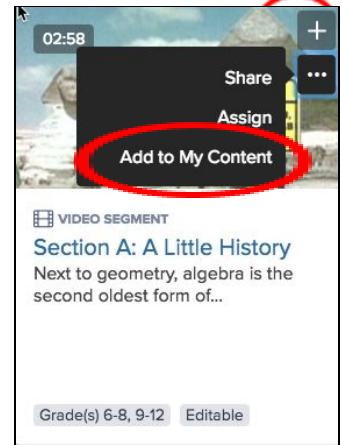 02:58
+
Share
...
Assign
Add to My Content
VIDEO SEGMENT
Section A: A Little History
Next to geometry, algebra is the
second oldest form of...
Grade(s) 6-8, 9-12 Editable